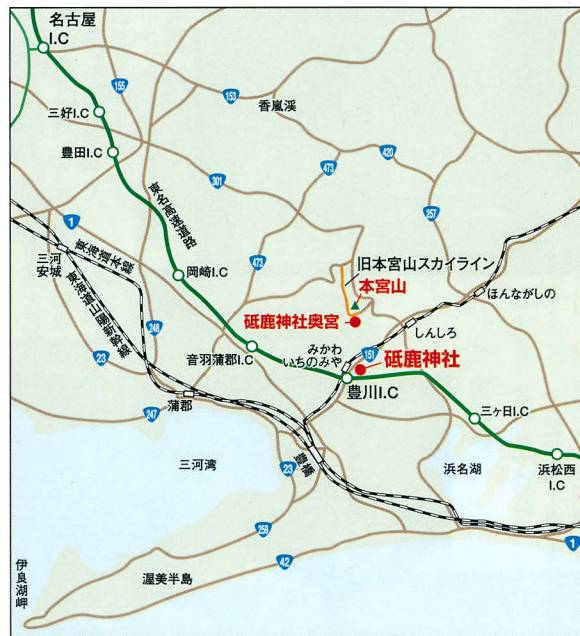 名古屋
I.C
155
153
香嵐渓
三好I.C
420
豊田I.C
473
301
東名高速道路
257
1
三河
安城
東海道本線
473
旧本宮山スカイライン
岡崎I.C
本宮山
ほんながしの
東海道山陽新幹線
砥鹿神社奥宮
248
しんしろ
みかわ
いちのみや
151
砥鹿神社
23
音羽蒲郡I.C
豊川I.C
247
蒲郡
三ヶ日I.C
三河湾
豊橋
23
浜名湖
浜松西
I.C
259
1
42
伊良湖岬
渥美半島